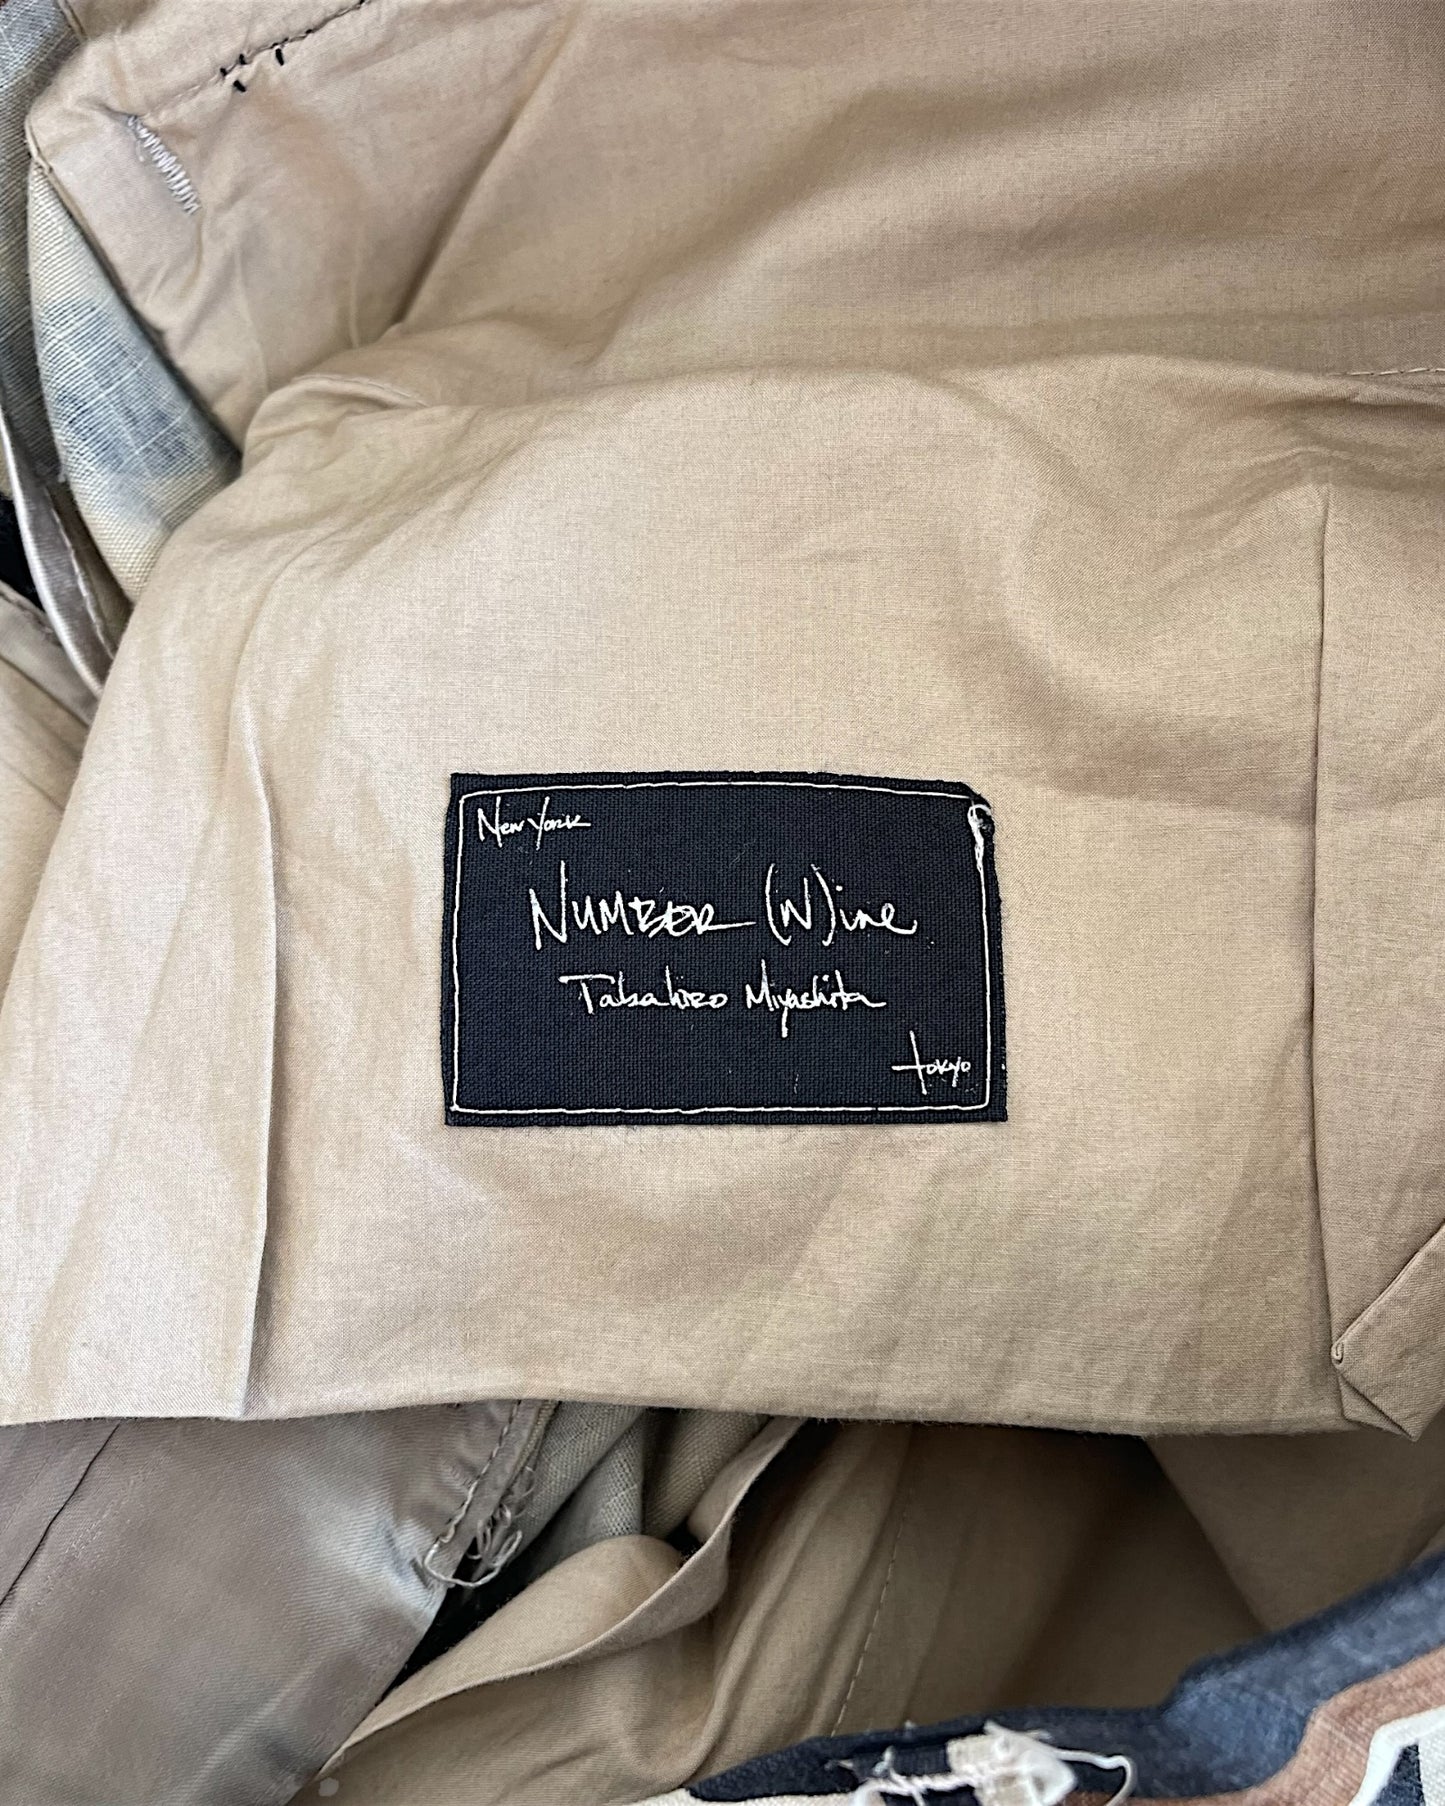 New York
NUMBER (N)ine
Takahiro Miyashita
tokyo